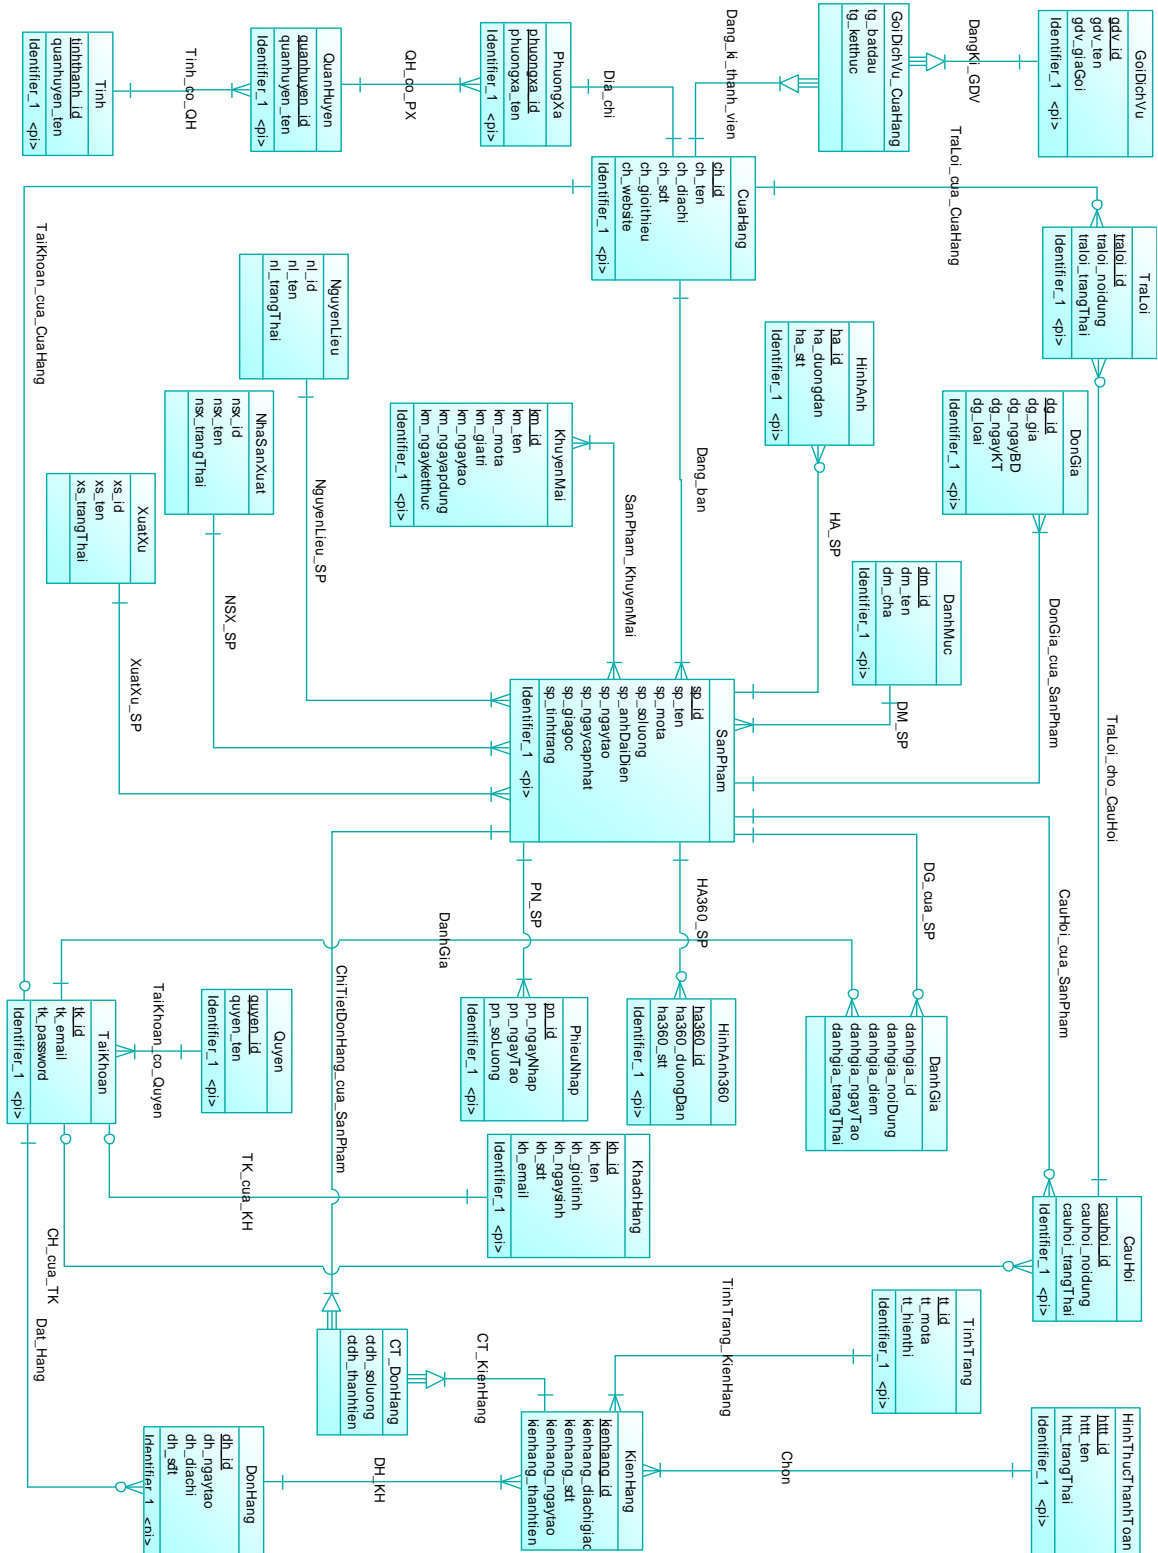 GoiDichVu
gdv_id
gdv_ten
gdv_giaGoi
Identifier_1 <pi>
DangKi_GDV
GoiDichVu_CuaHang
tg_batdau
tg_ketthuc
Dang_ki_thanh_vien
PhuongXa
phuongxa_id
phuongxa_ten
Identifier_1 <pi>
Dia_chi
QH_co_PX
QuanHuyen
quanhuyen_id
quanhuyen_ten
Identifier_1 <pi>
Tinh_co_QH
Tinh
tinhthanh_id
quanhuyen_ten
Identifier_1 <pi>
TraLoi
traloi_id
traloi_noidung
traloi_trangThai
Identifier_1 <pi>
TraLoi_cua_CuaHang
CuaHang
ch_id
ch_ten
ch_diachi
ch_sdt
ch_gioithieu
ch_website
Identifier_1 <pi>
TaiKhoan_cua_CuaHang
DonGia
dg_id
dg_gia
dg_ngayBD
dg_ngayKT
dg_loai
Identifier_1 <pi>
DonGia_cua_SanPham
HinhAnh
ha_id
ha_duongdan
ha_stt
Identifier_1 <pi>
HA_SP
Dang_ban
NguyenLieu
nl_id
nl_ten
nl_trangThai
NguyenLieu_SP
NhaSanXuat
nsx_id
nsx_ten
nsx_trangThai
NSX_SP
XuatXu
xs_id
xs_ten
xs_trangThai
XuatXu_SP
KhuyenMai
km_id
km_ten
km_mota
km_giatri
km_ngaytao
km_ngayapdung
km_ngayketthuc
Identifier_1 <pi>
SanPham_KhuyenMai
DanhMuc
dm_id
dm_ten
dm_cha
Identifier_1 <pi>
DM_SP
TraLoi_cho_CauHoi
SanPham
sp_id
sp_ten
sp_mota
sp_soluong
sp_anhDaiDien
sp_ngaytao
sp_ngaycapnhat
sp_giagoc
sp_tinhtrang
Identifier_1 <pi>
CauHoi_cua_SanPham
DG_cua_SP
HA360_SP
PN_SP
DanhGia
ChiTietDonHang_cua_SanPham
DanhGia
danhgia_id
danhgia_noiDung
danhgia_diem
danhgia_ngayTao
danhgia_trangThai
HinhAnh360
ha360_id
ha360_duongDan
ha360_stt
Identifier_1 <pi>
PhieuNhap
pn_id
pn_ngayNhap
pn_ngayTao
pn_soLuong
Identifier_1 <pi>
Quyen
quyen_id
quyen_ten
Identifier_1 <pi>
TaiKhoan_co_Quyen
TaiKhoan
tk_id
tk_email
tk_password
Identifier_1 <pi>
KhachHang
kh_id
kh_ten
kh_gioitinh
kh_ngaysinh
kh_sdt
kh_email
Identifier_1 <pi>
TK_cua_KH
CH_cua_TK
Dat_Hang
CauHoi
cauhoi_id
cauhoi_noidung
cauhoi_trangThai
Identifier_1 <pi>
TinhTrang
tt_id
tt_mota
tt_hienthi
Identifier_1 <pi>
TinhTrang_KienHang
HinhThucThanhToan
httt_id
httt_ten
httt_trangThai
Identifier_1 <pi>
Chon
CT_DonHang
ctdh_soluong
ctdh_thanhtien
CT_KienHang
KienHang
kienhang_id
kienhang_diachigiao
kienhang_sdt
kienhang_ngaytao
kienhang_thanhtien
DH_KH
DonHang
dh_id
dh_ngaytao
dh_diachi
dh_sdt
Identifier_1 <pi>